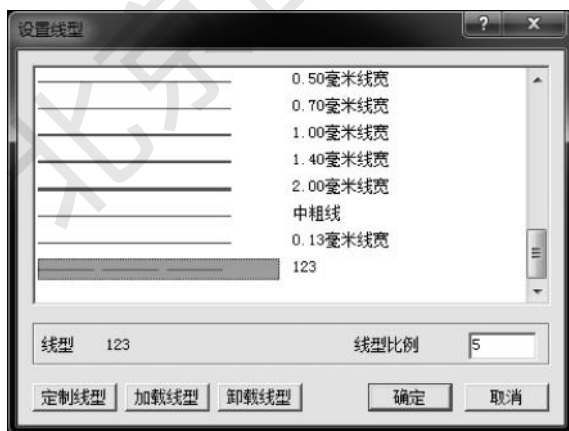 设置线型
0.50毫米线宽
0.70毫米线宽
1.00毫米线宽
1.40毫米线宽
2.00毫米线宽
中粗线
0.13毫米线宽
123
线型 123 线型比例 5
定制线型 加载线型 卸载线型 确定 取消
北京